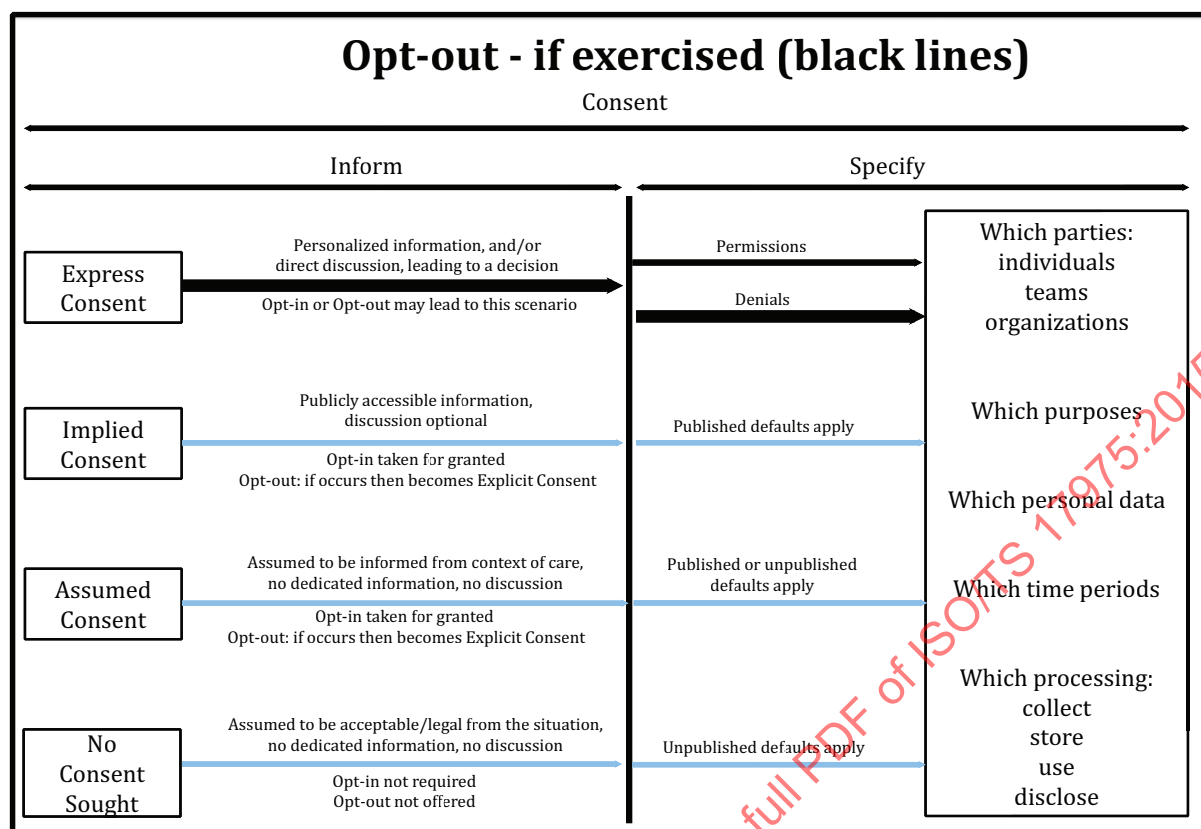 Opt-out - if exercised (black lines)
Consent
Inform
Specify
Express
Consent
Personalized information, and/or
direct discussion, leading to a decision
Opt-in or Opt-out may lead to this scenario
Permissions
Denials
Which parties:
individuals
teams
organizations
Implied
Consent
Publicly accessible information,
discussion optional
Opt-in taken for granted
Opt-out: if occurs then becomes Explicit Consent
Published defaults apply
Which purposes
Which personal data
Assumed
Consent
Assumed to be informed from context of care,
no dedicated information, no discussion
Opt-in taken for granted
Opt-out: if occurs then becomes Explicit Consent
Published or unpublished
defaults apply
Which time periods
No
Consent
Sought
Assumed to be acceptable/legal from the situation,
no dedicated information, no discussion
Opt-in not required
Opt-out not offered
Unpublished defaults apply
Which processing:
collect
store
use
disclose
full PDF of ISO/TS 17975:2015